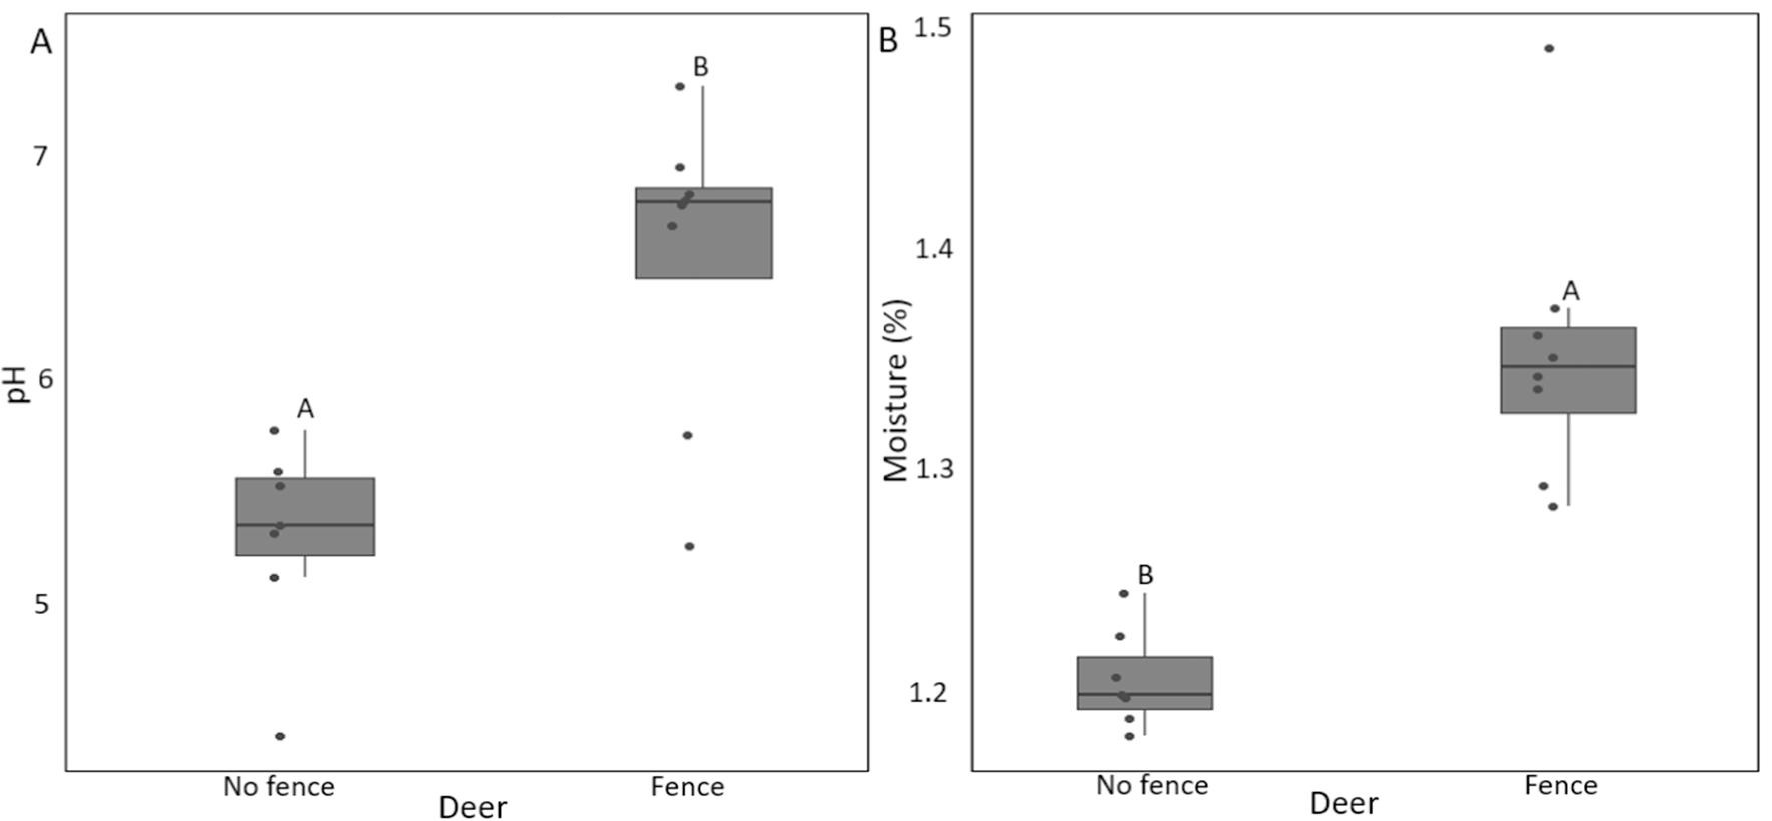 A
B
7
6
pH
A
5
No fence
Fence
Deer
B
1.5
1.4
A
Moisture (%)
1.3
B
1.2
No fence
Fence
Deer